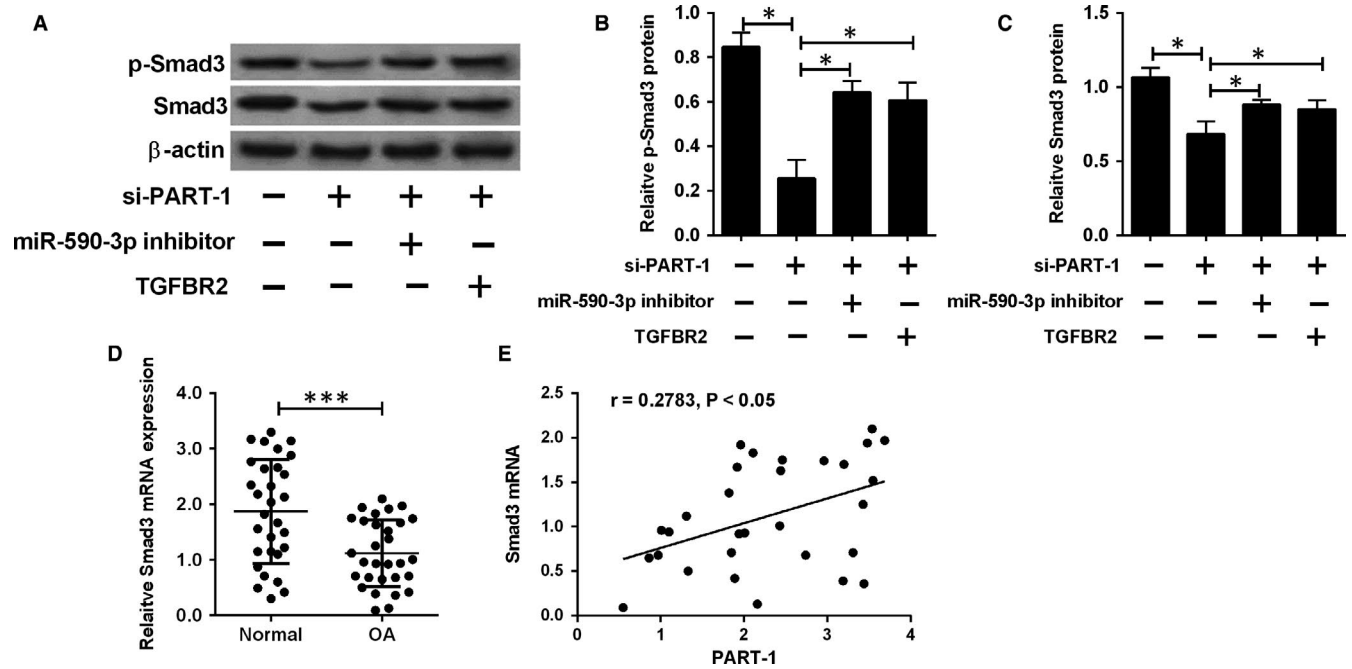 A
p-Smad3
Smad3
β-actin
si-PART-1 − + + +
miR-590-3p inhibitor − − + −
TGFBR2 − − − +
B
Relaitve p-Smad3 protein
1.0
0.8
0.6
0.4
0.2
0.0
* * *
si-PART-1 − + + +
miR-590-3p inhibitor − − + −
TGFBR2 − − − +
C
Relaitve Smad3 protein
1.5
1.0
0.5
0.0
* * *
si-PART-1 − + + +
miR-590-3p inhibitor − − + −
TGFBR2 − − − +
D
Relaitve Smad3 mRNA expression
4.0
3.0
2.0
1.0
0.0
***
Normal OA
E
Smad3 mRNA
2.5
2.0
1.5
1.0
0.5
0.0
r = 0.2783, P < 0.05
0 1 2 3 4
PART-1